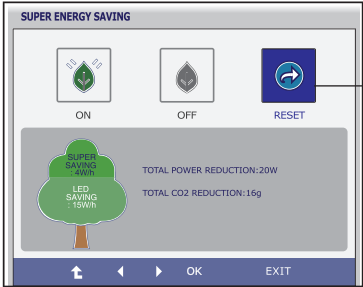 SUPER ENERGY SAVING
ON
OFF
RESET
SUPER
SAVING
: 4W/h
LED
SAVING
: 15W/h
TOTAL POWER REDUCTION:20W
TOTAL CO2 REDUCTION:16g
OK
EXIT